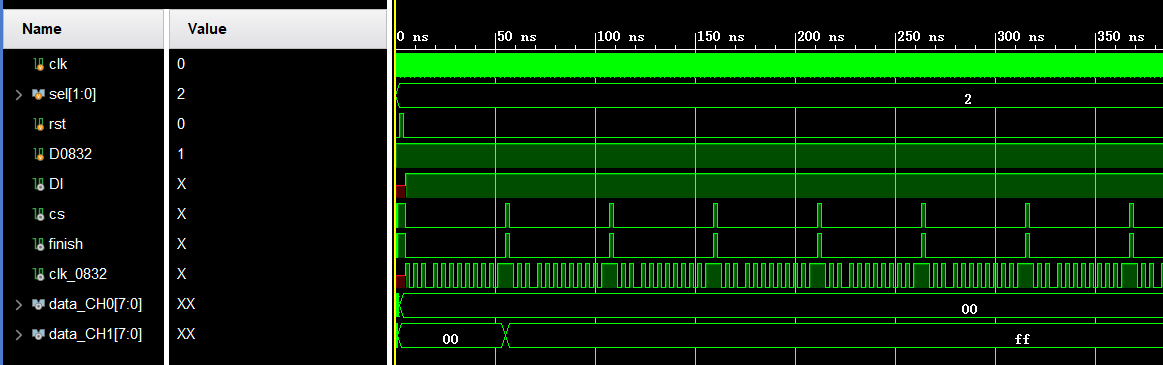 Name Value 0 ns 50 ns 100 ns 150 ns 200 ns 250 ns 300 ns 350 ns
clk 0
sel[1:0] 2 2
rst 0
D0832 1
DI X
cs X
finish X
clk_0832 X
data_CH0[7:0] XX 00
data_CH1[7:0] XX 00 ff